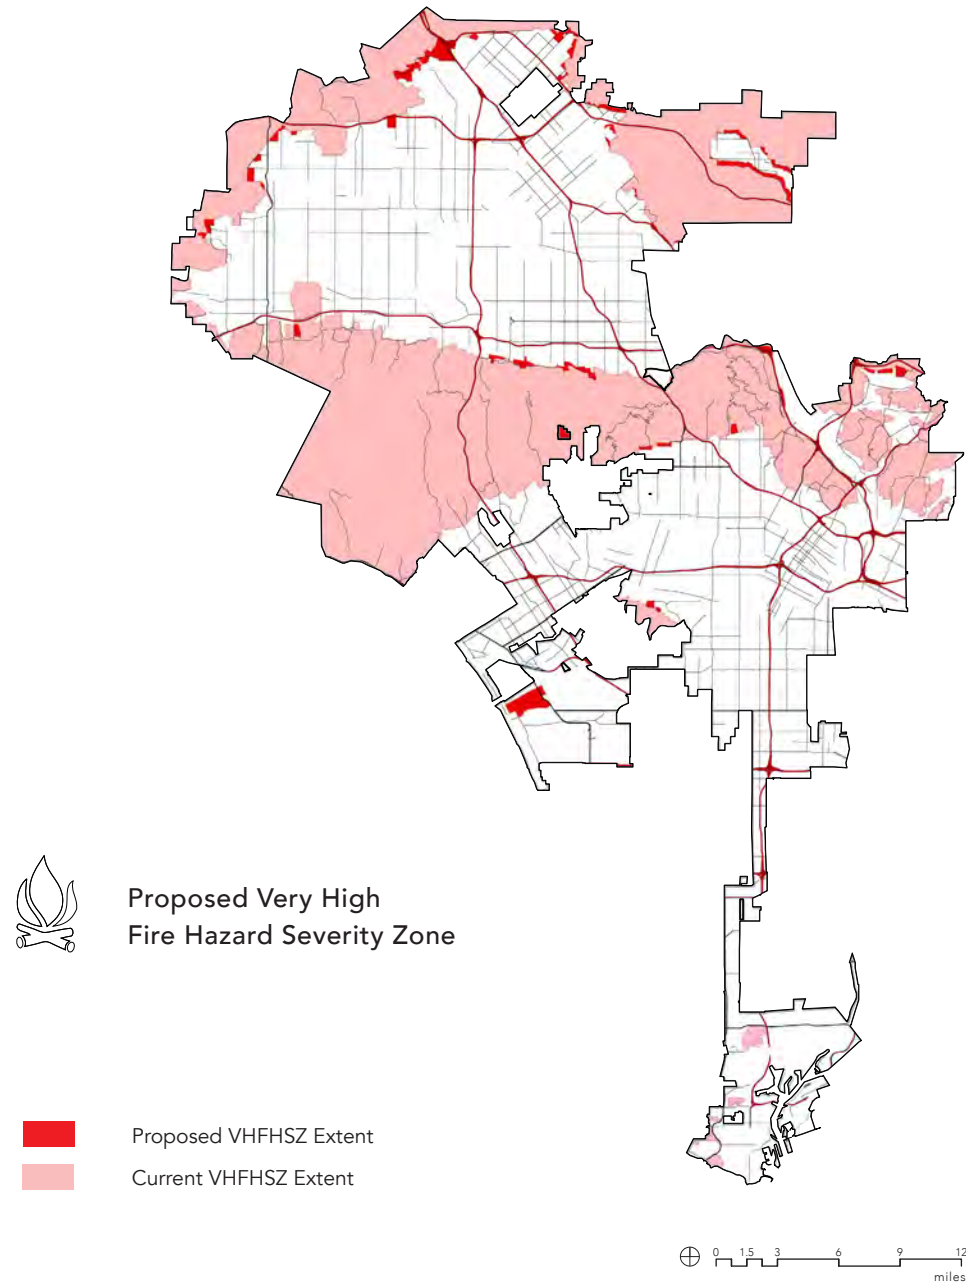 Proposed Very High
Fire Hazard Severity Zone
Proposed VHFHSZ Extent
Current VHFHSZ Extent
0 1.5 3 6 9 12
miles